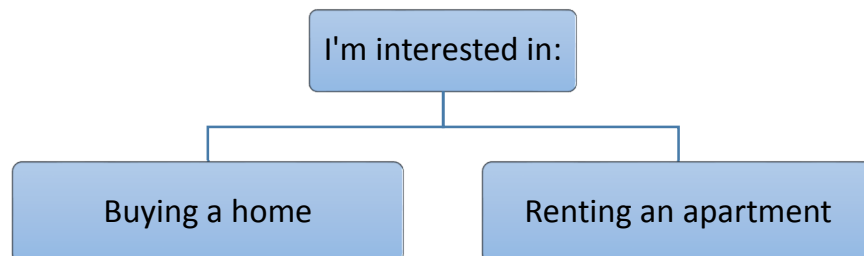 I'm interested in:
Buying a home
Renting an apartment